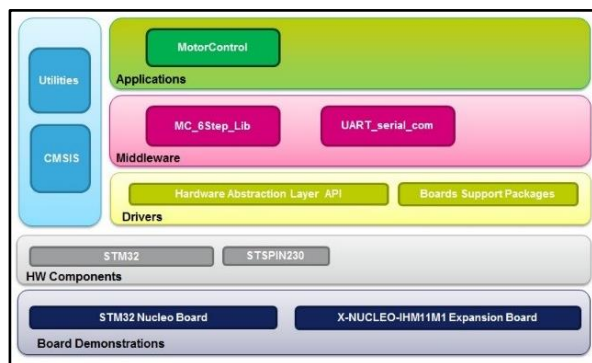 MotorControl
Utilities
Applications
MC_6Step_Lib
UART_serial_com
CMSIS
Middleware
Hardware Abstraction Layer API
Boards Support Packages
Drivers
STM32
STSPIN230
HW Components
STM32 Nucleo Board
X-NUCLEO-IHM11M1 Expansion Board
Board Demonstrations